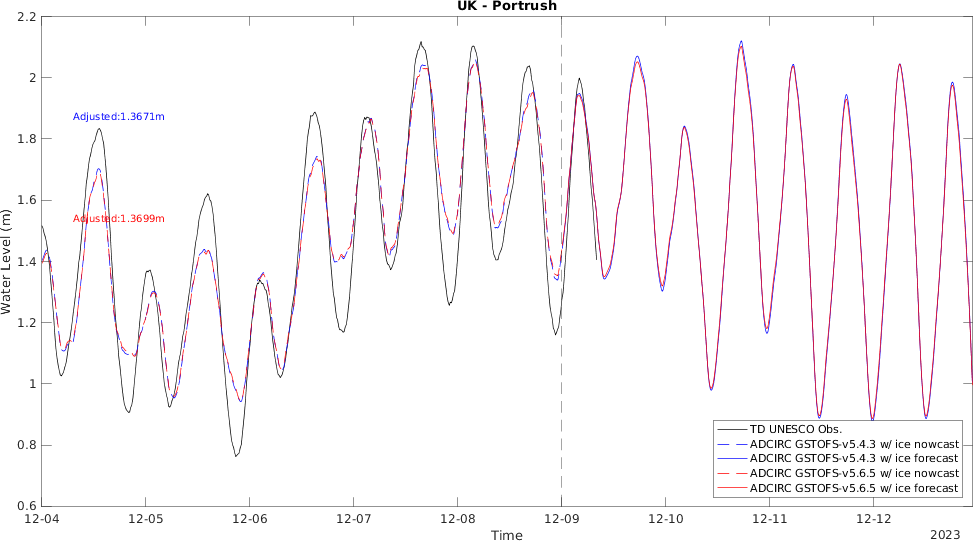 UK - Portrush
2.2
2
1.8
1.6
1.4
1.2
1
0.8
0.6
Water Level (m)
Adjusted:1.3671m
Adjusted:1.3699m
TD UNESCO Obs.
ADCIRC GSTOFS-v5.4.3 w/ ice nowcast
ADCIRC GSTOFS-v5.4.3 w/ ice forecast
ADCIRC GSTOFS-v5.6.5 w/ ice nowcast
ADCIRC GSTOFS-v5.6.5 w/ ice forecast
12-04 12-05 12-06 12-07 12-08 12-09 12-10 12-11 12-12
Time
2023